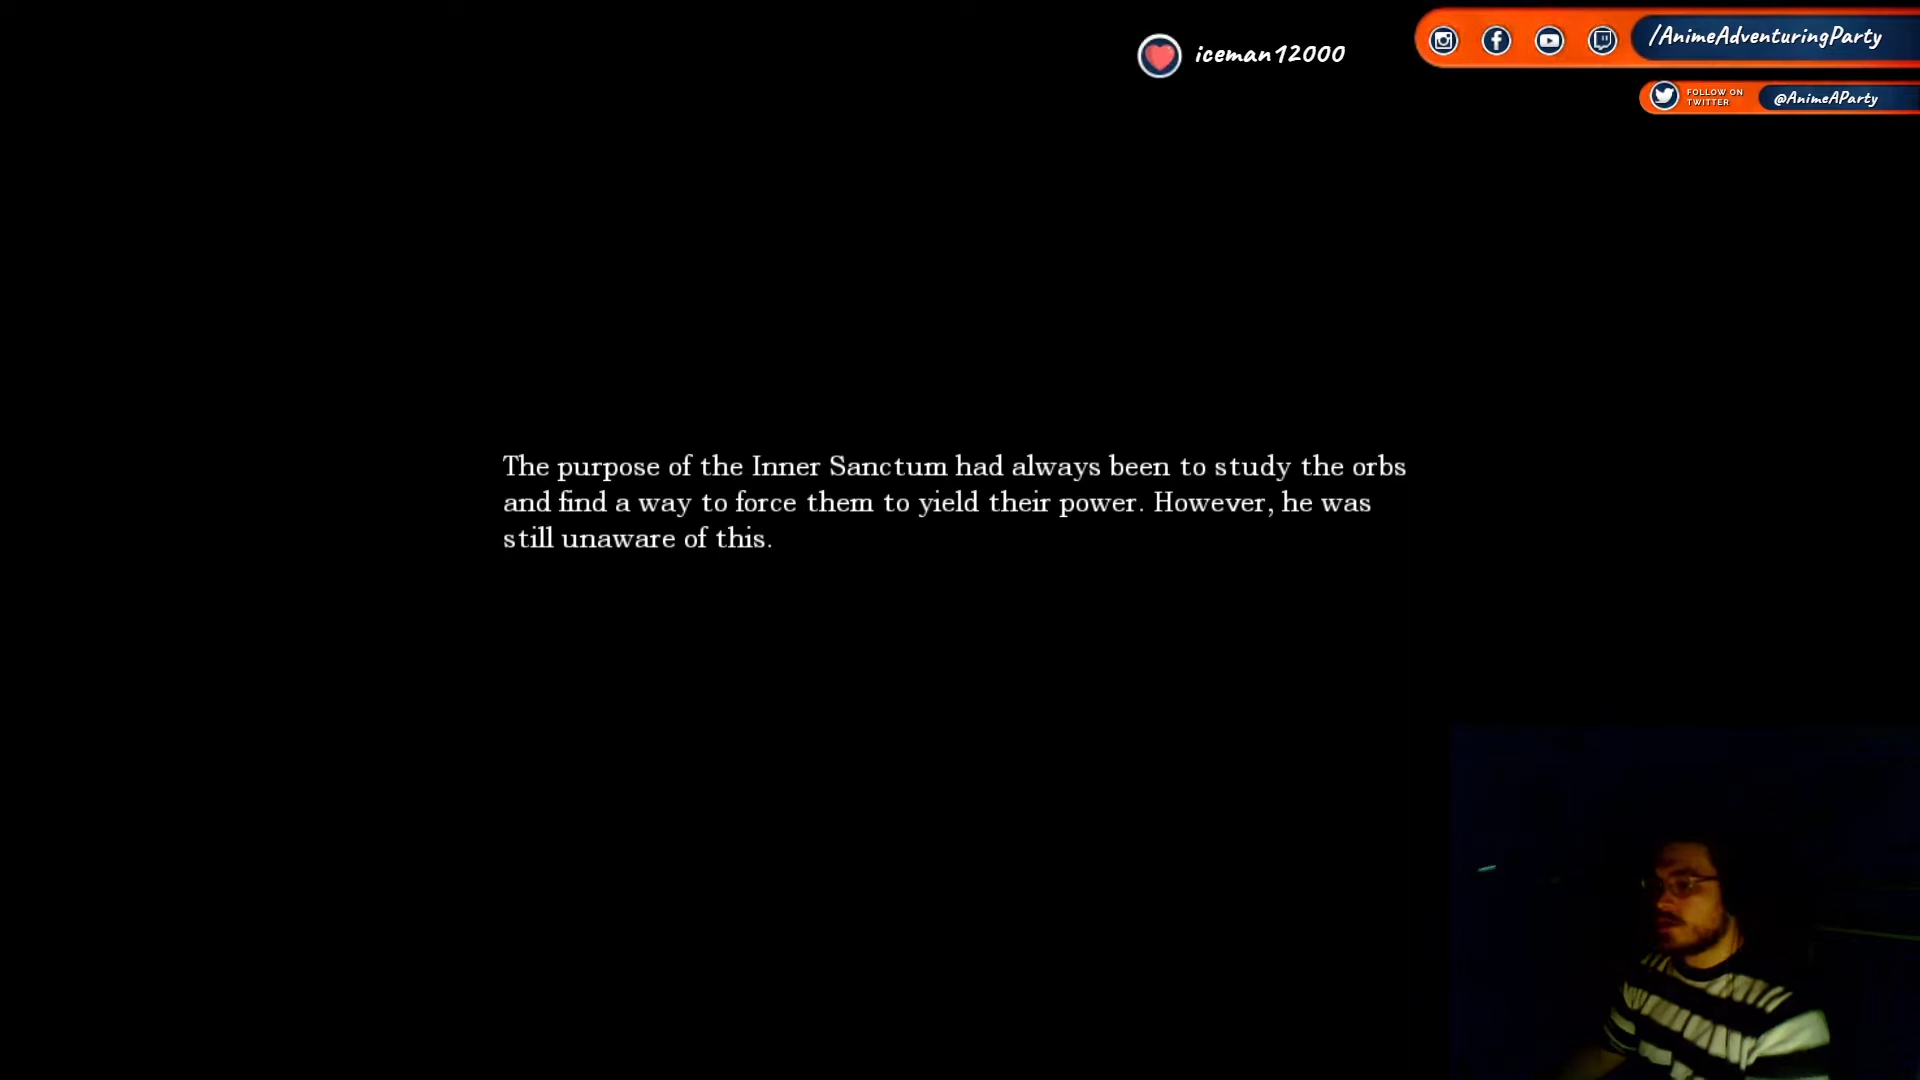 iceman12000
/AnimeAdventuringParty
FOLLOW ON
TWITTER
@AnimeAParty
The purpose of the Inner Sanctum had always been to study the orbs
and find a way to force them to yield their power. However, he was
still unaware of this.